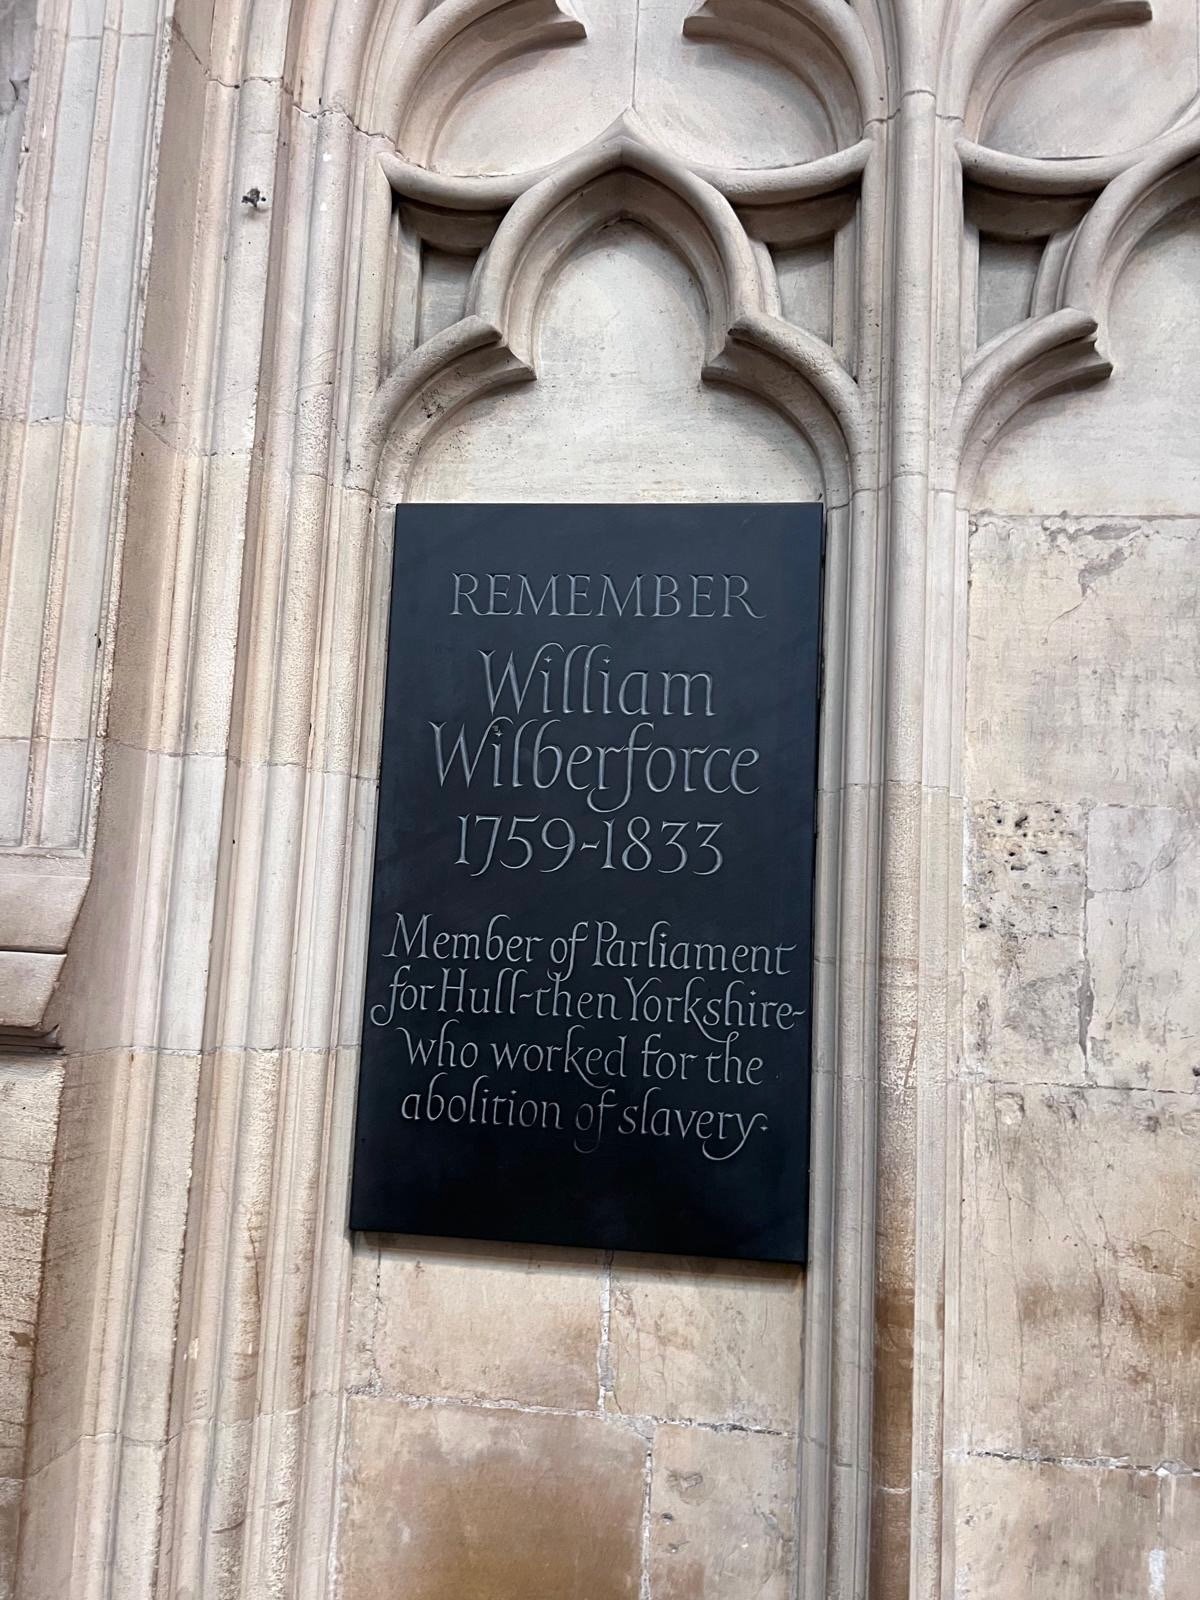 REMEMBER
William
Wilberforce
1759-1833
Member of Parliament
for Hull-then Yorkshire-
who worked for the
abolition of slavery·